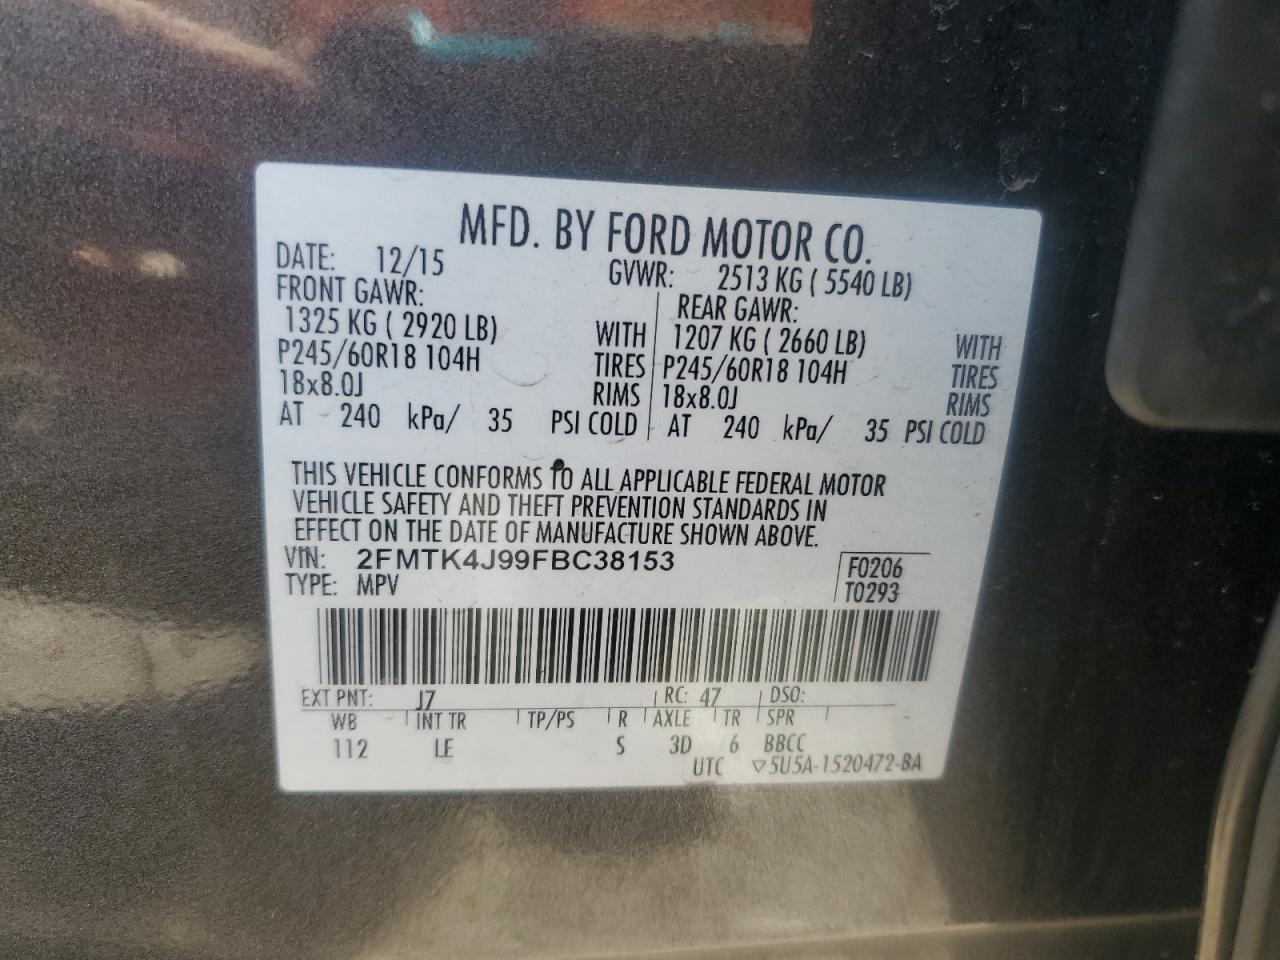 MFD. BY FORD MOTOR CO.
DATE: 12/15 GVWR: 2513 KG ( 5540 LB)
FRONT GAWR: REAR GAWR:
1325 KG ( 2920 LB) WITH 1207 KG ( 2660 LB) WITH
P245/60R18 104H TIRES P245/60R18 104H TIRES
18x8.0J RIMS 18x8.0J RIMS
AT 240 kPa/ 35 PSI COLD AT 240 kPa/ 35 PSI COLD
THIS VEHICLE CONFORMS TO ALL APPLICABLE FEDERAL MOTOR
VEHICLE SAFETY AND THEFT PREVENTION STANDARDS IN
EFFECT ON THE DATE OF MANUFACTURE SHOWN ABOVE.
VIN: 2FMTK4J99FBC38153 F0206
TYPE: MPV T0293
EXT PNT: J7 RC: 47 DSO:
WB INT TR TP/PS R AXLE TR SPR
112 LE S 3D 6 BBCC
UTC ▽5U5A-1520472-BA